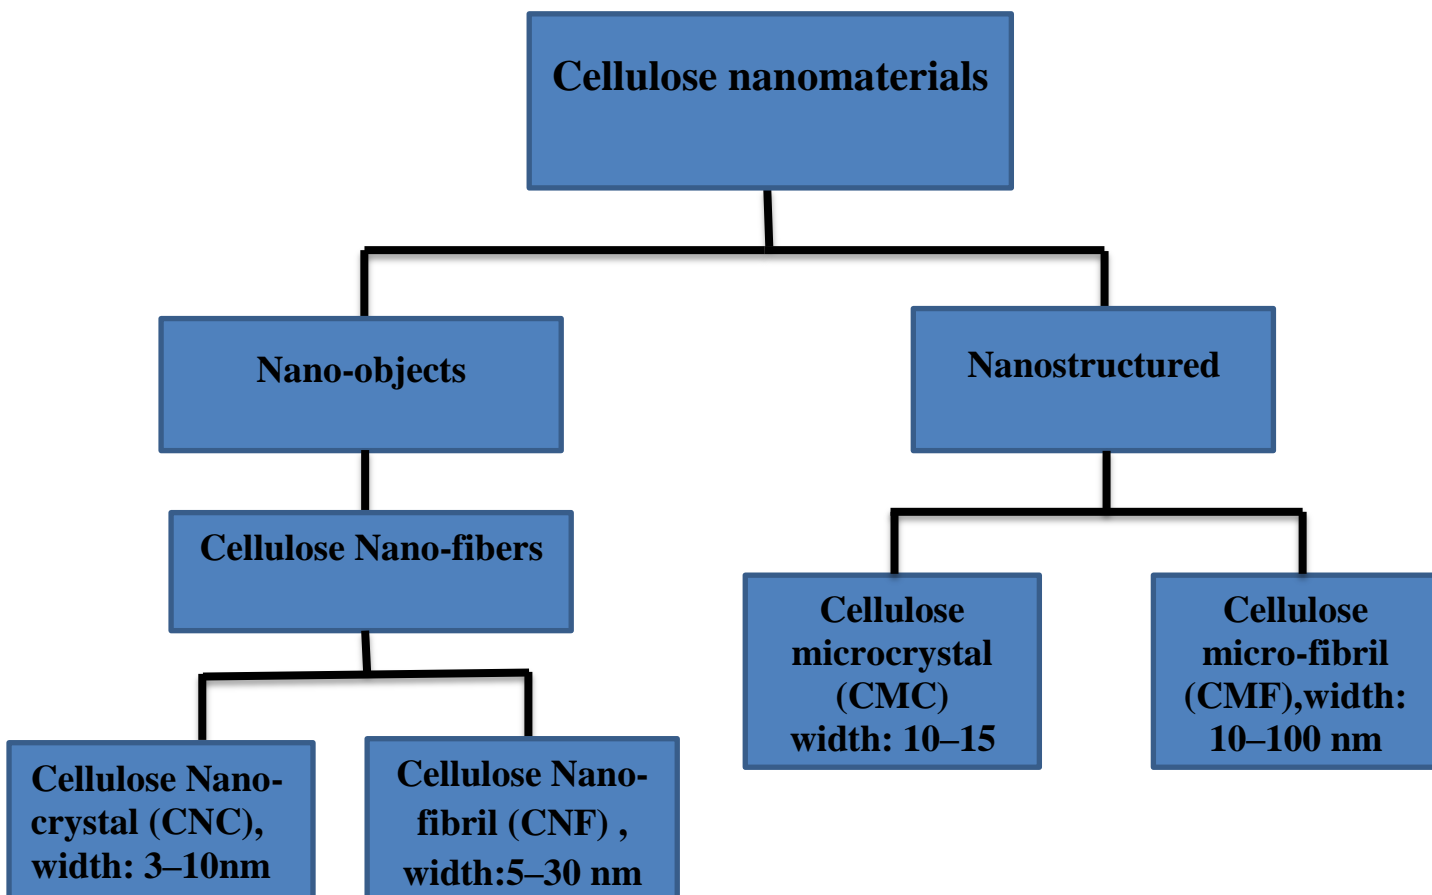 Cellulose nanomaterials
Nano-objects
Nanostructured
Cellulose Nano-fibers
Cellulose
microcrystal
(CMC)
width: 10–15
Cellulose
micro-fibril
(CMF),width:
10–100 nm
Cellulose Nano-
crystal (CNC),
width: 3–10nm
Cellulose Nano-
fibril (CNF) ,
width:5–30 nm